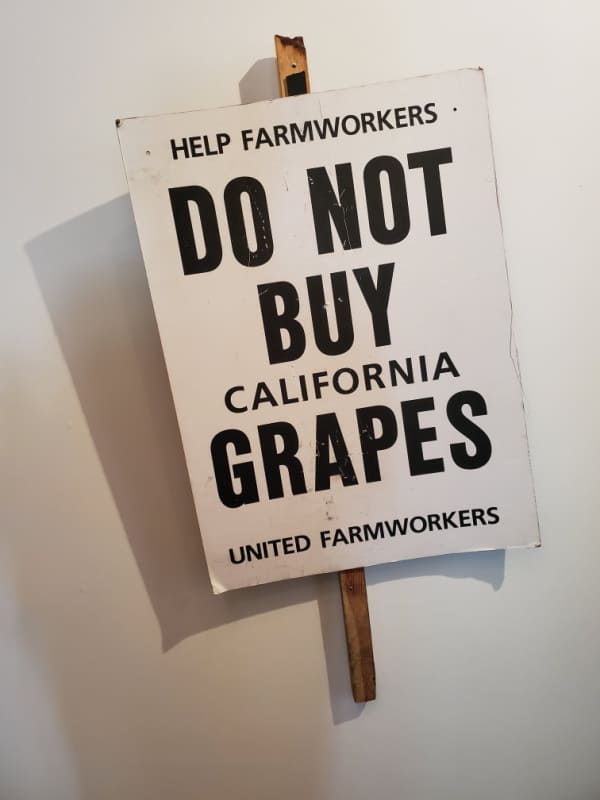 HELP FARMWORKERS
DO NOT
BUY
CALIFORNIA
GRAPES
UNITED FARMWORKERS